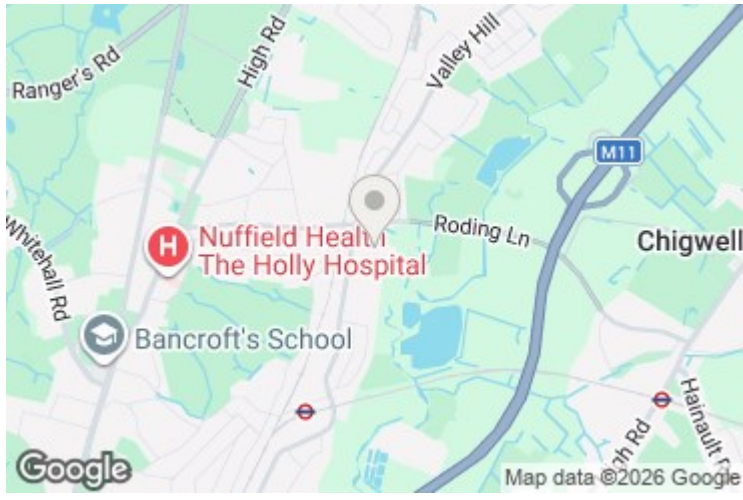 Ranger's Rd
High Rd
Valley Hill
M11
Whitehall Rd
Roding Ln
Chigwell
H
Nuffield Health
The Holly Hospital
Bancroft's School
gh Rd
Hainault
Google
Map data ©2026 Google